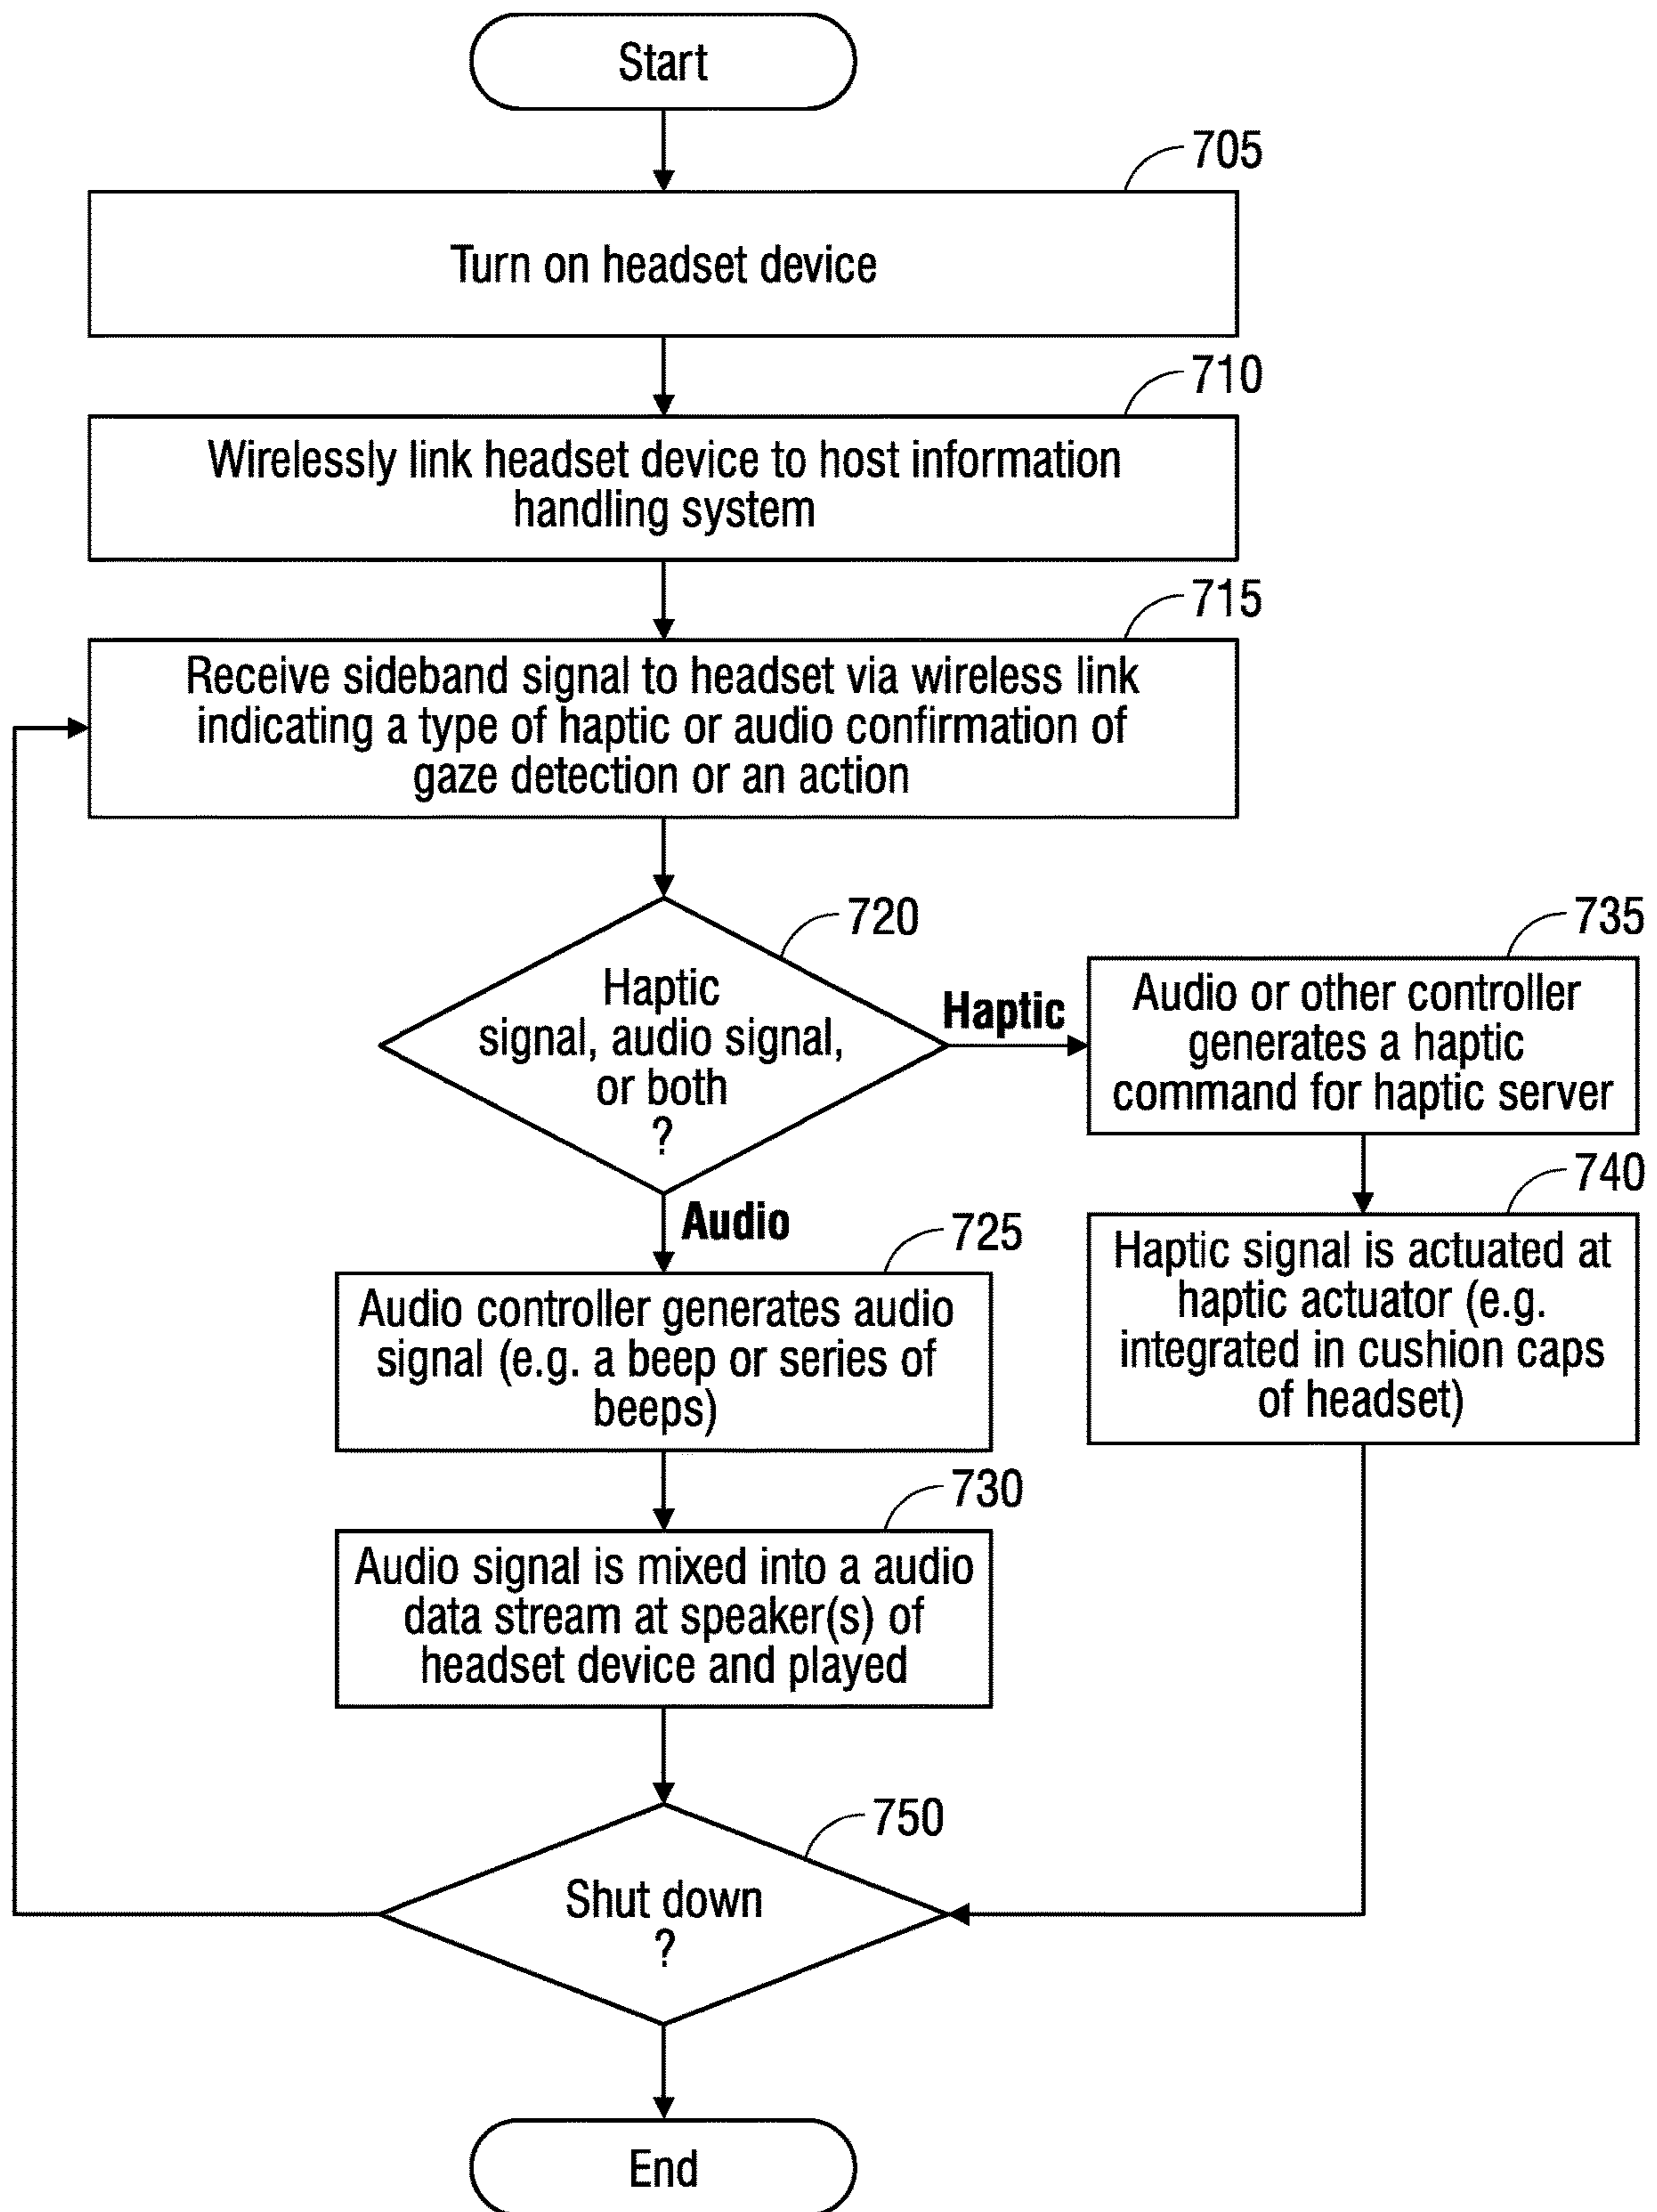 Start
705
Turn on headset device
710
Wirelessly link headset device to host information
handling system
715
Receive sideband signal to headset via wireless link
indicating a type of haptic or audio confirmation of
gaze detection or an action
720
Haptic
signal, audio signal,
or both
?
Haptic
735
Audio or other controller
generates a haptic
command for haptic server
740
Haptic signal is actuated at
haptic actuator (e.g.
integrated in cushion caps
of headset)
Audio
725
Audio controller generates audio
signal (e.g. a beep or series of
beeps)
730
Audio signal is mixed into a audio
data stream at speaker(s) of
headset device and played
750
Shut down
?
End